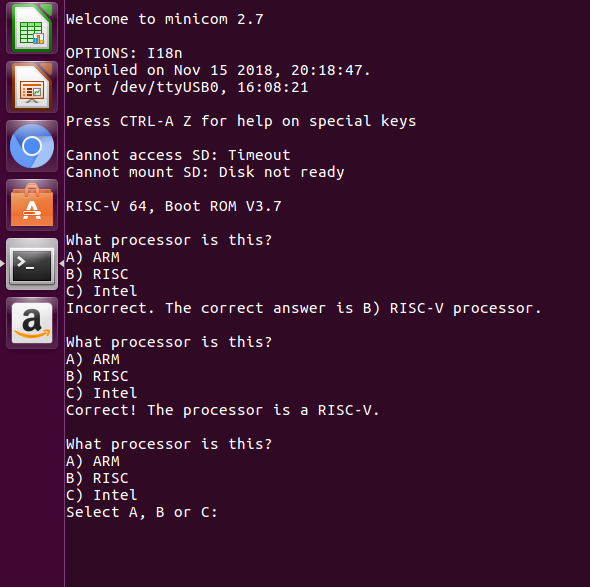 Welcome to minicom 2.7
OPTIONS: I18n
Compiled on Nov 15 2018, 20:18:47.
Port /dev/ttyUSB0, 16:08:21
Press CTRL-A Z for help on special keys
Cannot access SD: Timeout
Cannot mount SD: Disk not ready
RISC-V 64, Boot ROM V3.7
What processor is this?
A) ARM
B) RISC
C) Intel
Incorrect. The correct answer is B) RISC-V processor.
What processor is this?
A) ARM
B) RISC
C) Intel
Correct! The processor is a RISC-V.
What processor is this?
A) ARM
B) RISC
C) Intel
Select A, B or C: